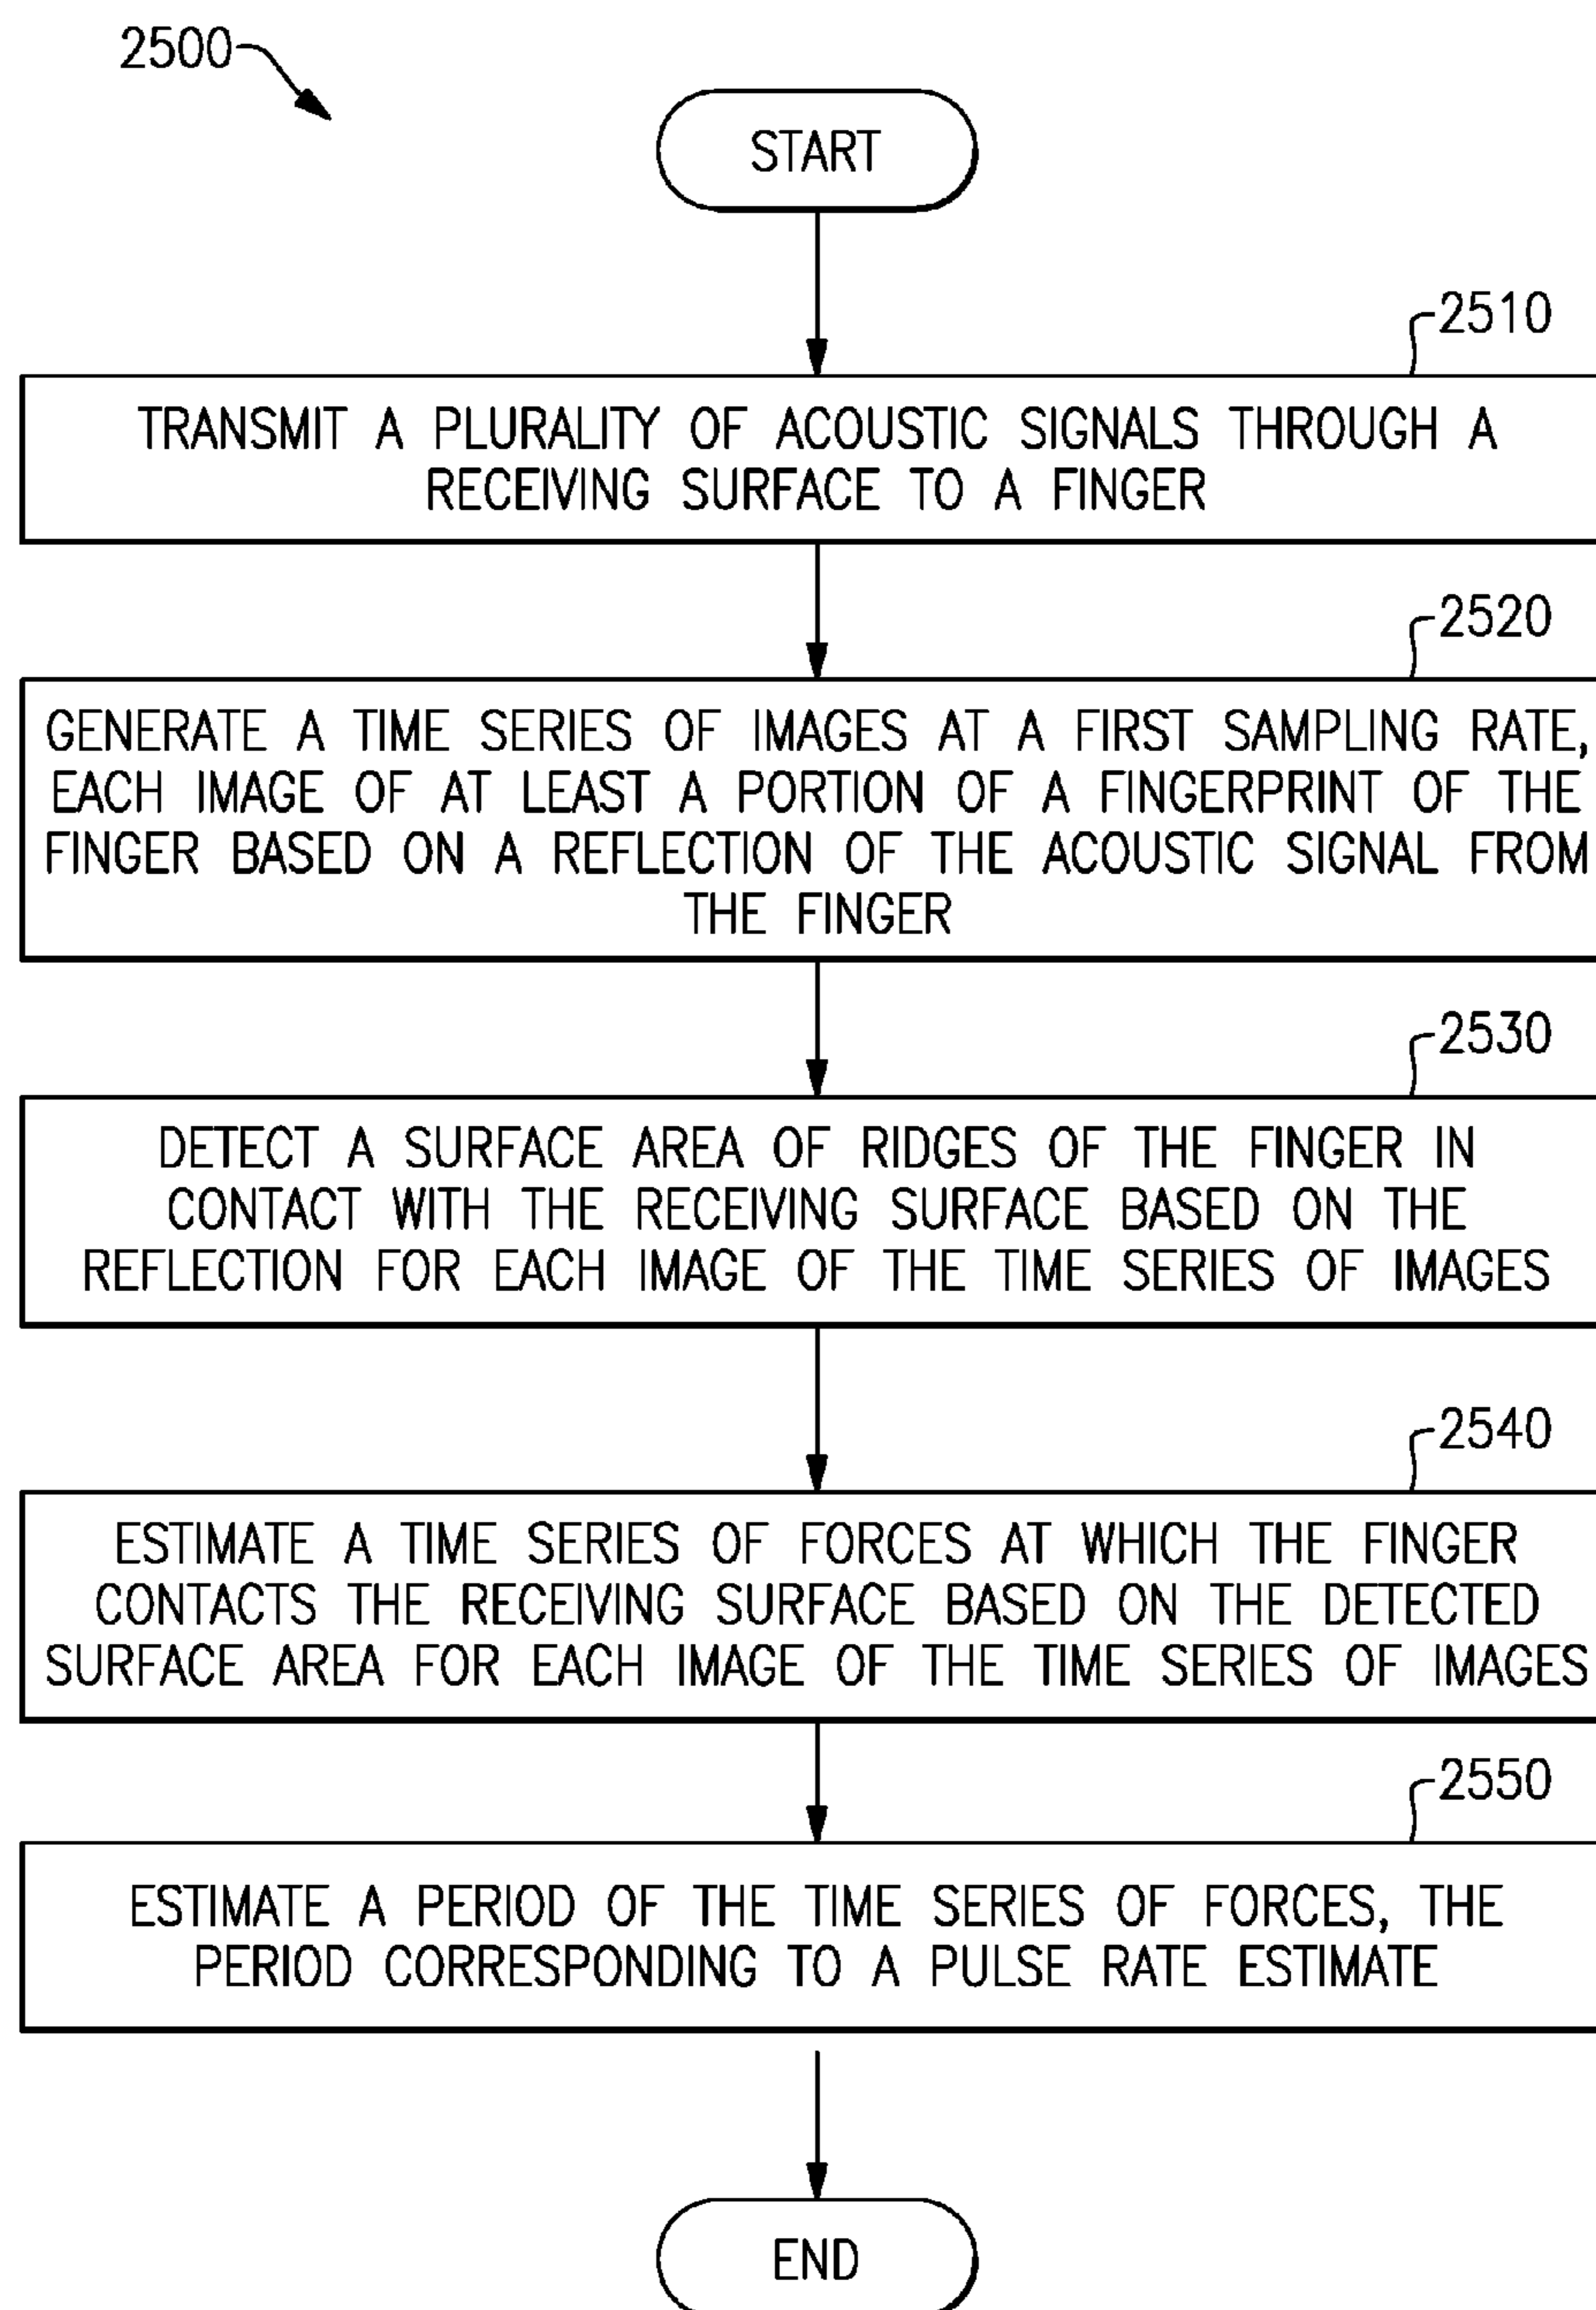 2500
START
2510
TRANSMIT A PLURALITY OF ACOUSTIC SIGNALS THROUGH A
RECEIVING SURFACE TO A FINGER
2520
GENERATE A TIME SERIES OF IMAGES AT A FIRST SAMPLING RATE,
EACH IMAGE OF AT LEAST A PORTION OF A FINGERPRINT OF THE
FINGER BASED ON A REFLECTION OF THE ACOUSTIC SIGNAL FROM
THE FINGER
2530
DETECT A SURFACE AREA OF RIDGES OF THE FINGER IN
CONTACT WITH THE RECEIVING SURFACE BASED ON THE
REFLECTION FOR EACH IMAGE OF THE TIME SERIES OF IMAGES
2540
ESTIMATE A TIME SERIES OF FORCES AT WHICH THE FINGER
CONTACTS THE RECEIVING SURFACE BASED ON THE DETECTED
SURFACE AREA FOR EACH IMAGE OF THE TIME SERIES OF IMAGES
2550
ESTIMATE A PERIOD OF THE TIME SERIES OF FORCES, THE
PERIOD CORRESPONDING TO A PULSE RATE ESTIMATE
END